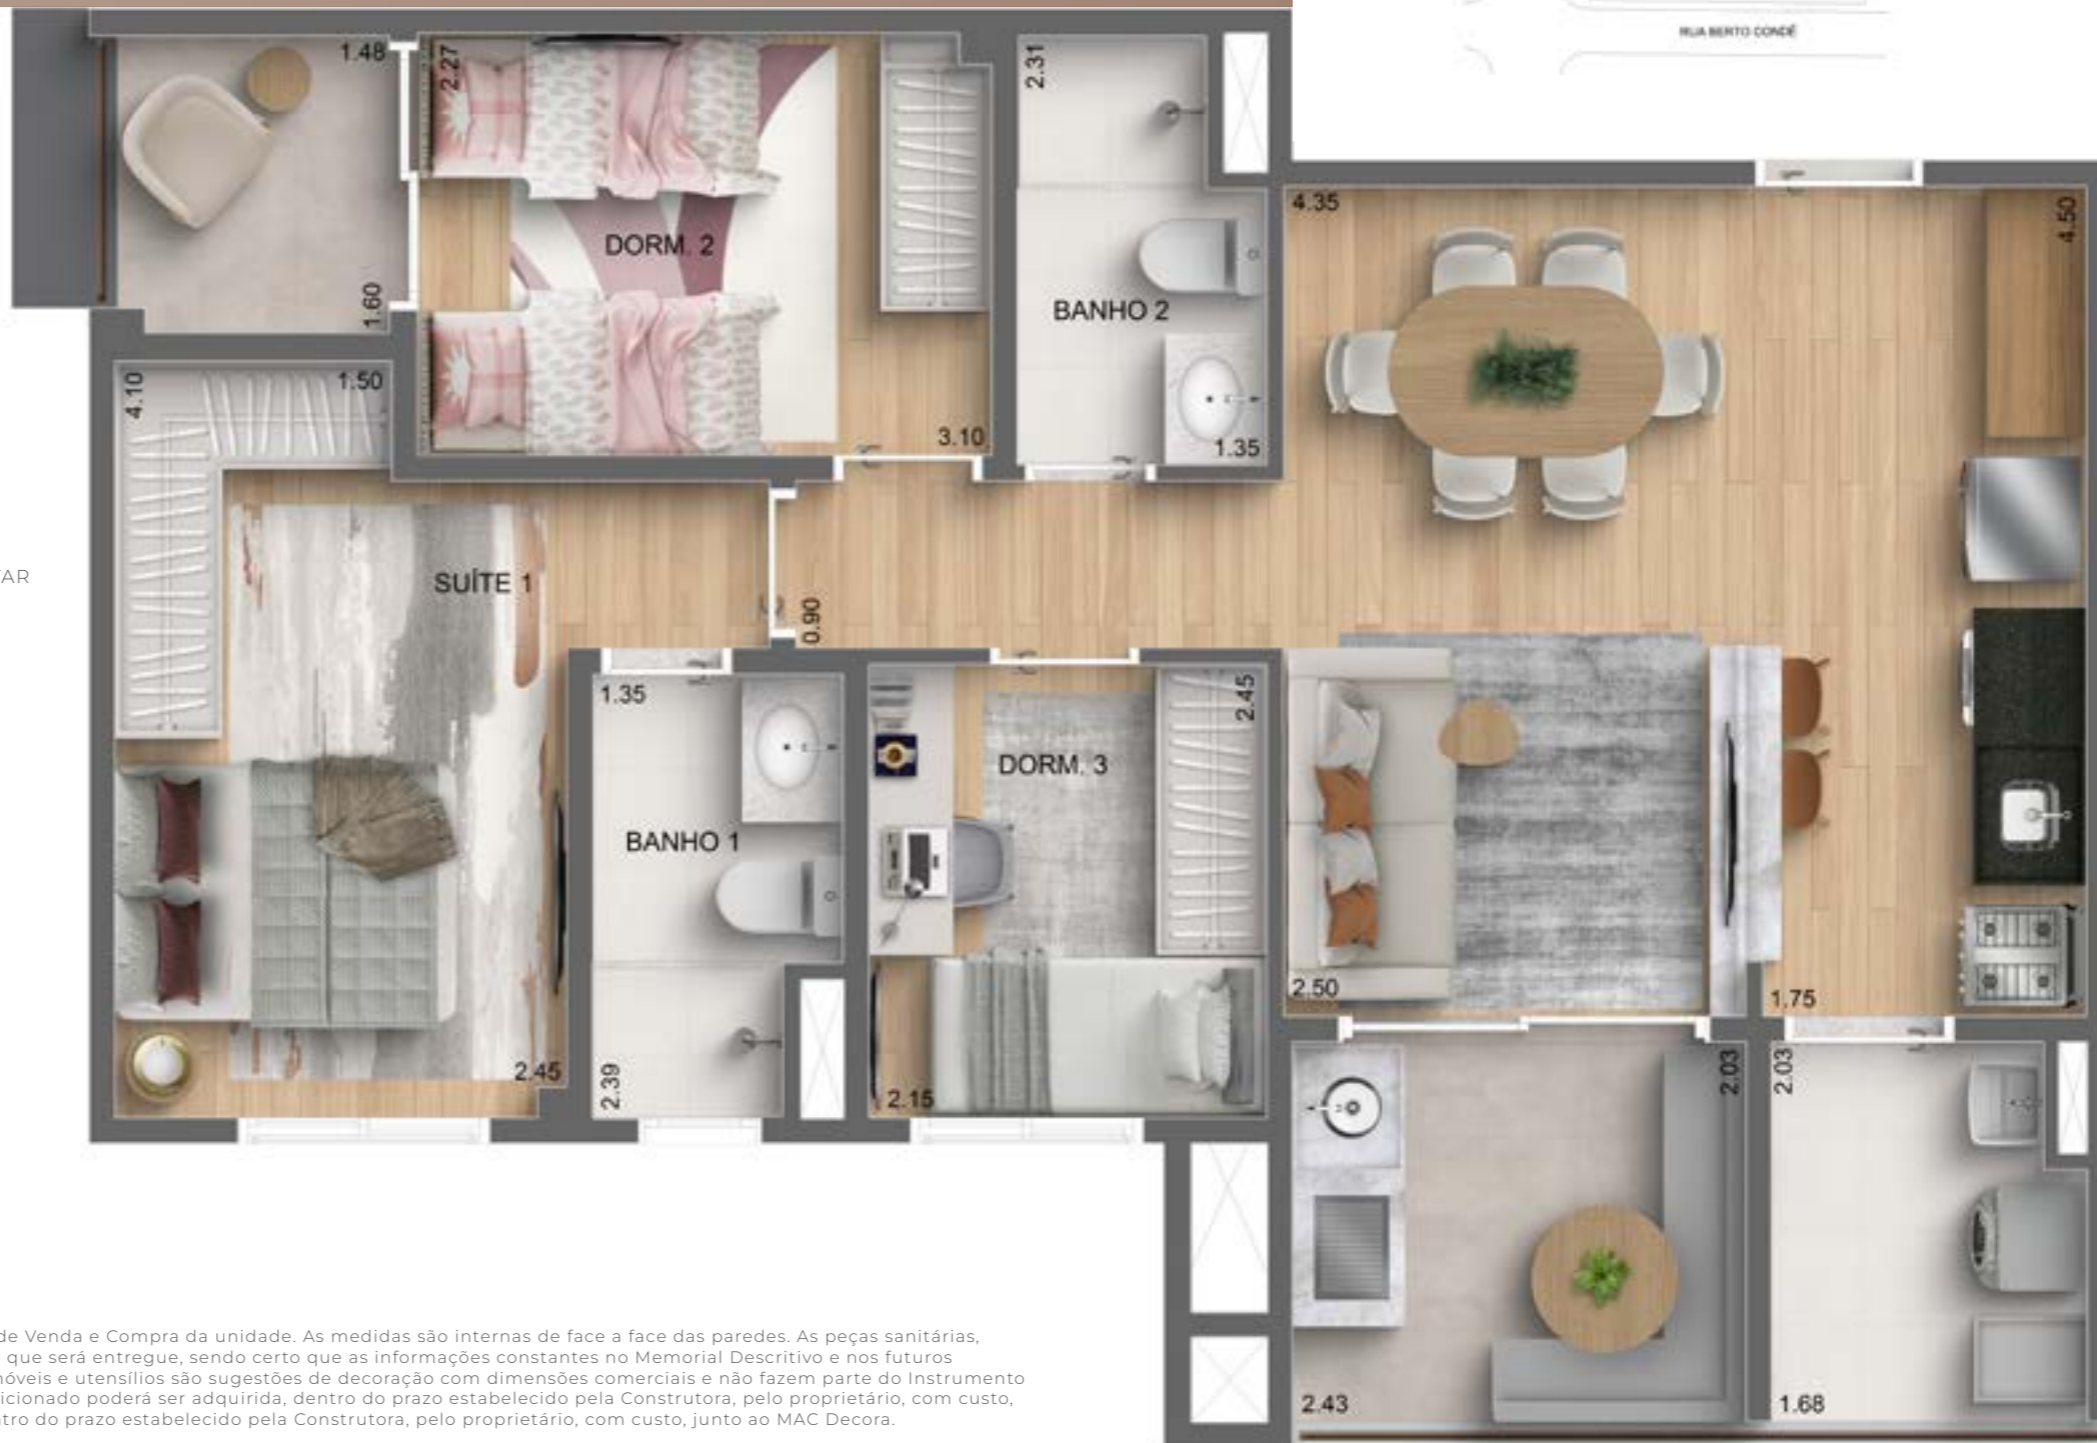 RUA BERTO CONDÉ
1.48
2.27
2.31
4.35
4.50
DORM. 2
1.60
BANHO 2
4.10
1.50
3.10
1.35
SUÍTE 1
0.90
1.35
2.45
DORM. 3
BANHO 1
2.50
1.75
2.45
2.39
2.15
2.03
2.03
2.43
1.68
de Venda e Compra da unidade. As medidas são internas de face a face das paredes. As peças sanitárias,
que será entregue, sendo certo que as informações constantes no Memorial Descritivo e nos futuros
móveis e utensílios são sugestões de decoração com dimensões comerciais e não fazem parte do Instrumento
icionado poderá ser adquirida, dentro do prazo estabelecido pela Construtora, pelo proprietário, com custo,
ntro do prazo estabelecido pela Construtora, pelo proprietário, com custo, junto ao MAC Decora.